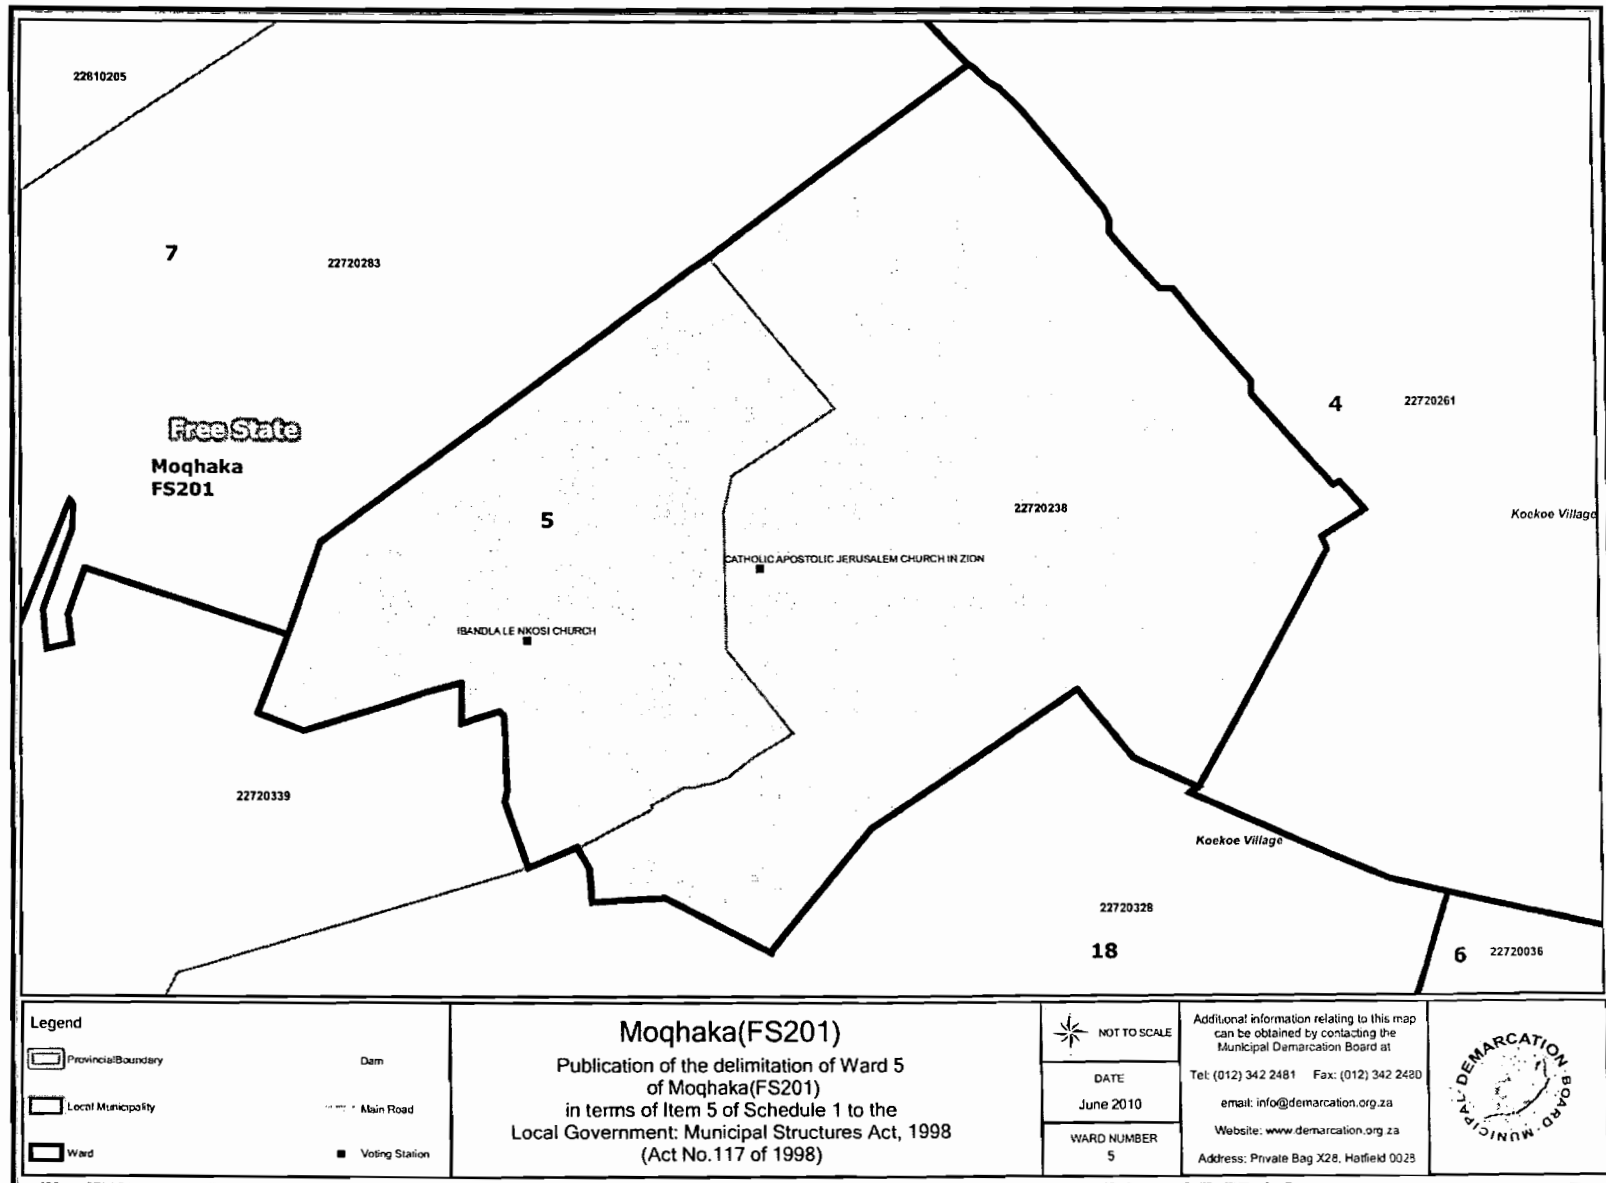 22810205
7
22720283
4
22720261
Free State
Moqhaka
FS201
5
22720238
Koekoe Village
CATHOLIC APOSTOLIC JERUSALEM CHURCH IN ZION
IBANDLA LE NKOSI CHURCH
22720339
Koekoe Village
22720328
18
6
22720036
Legend
Provincial Boundary
Dam
Local Municipality
Main Road
Ward
Voting Station
Moqhaka(FS201)
Publication of the delimitation of Ward 5
of Moqhaka(FS201)
in terms of Item 5 of Schedule 1 to the
Local Government: Municipal Structures Act, 1998
(Act No.117 of 1998)
NOT TO SCALE
DATE
June 2010
WARD NUMBER
5
Additional information relating to this map
can be obtained by contacting the
Municipal Demarcation Board at
Tel: (012) 342 2481 Fax: (012) 342 2480
email: info@demarcation.org.za
Website: www.demarcation.org.za
Address: Private Bag X28, Hatfield 0028
MUNICIPAL DEMARCATION BOARD